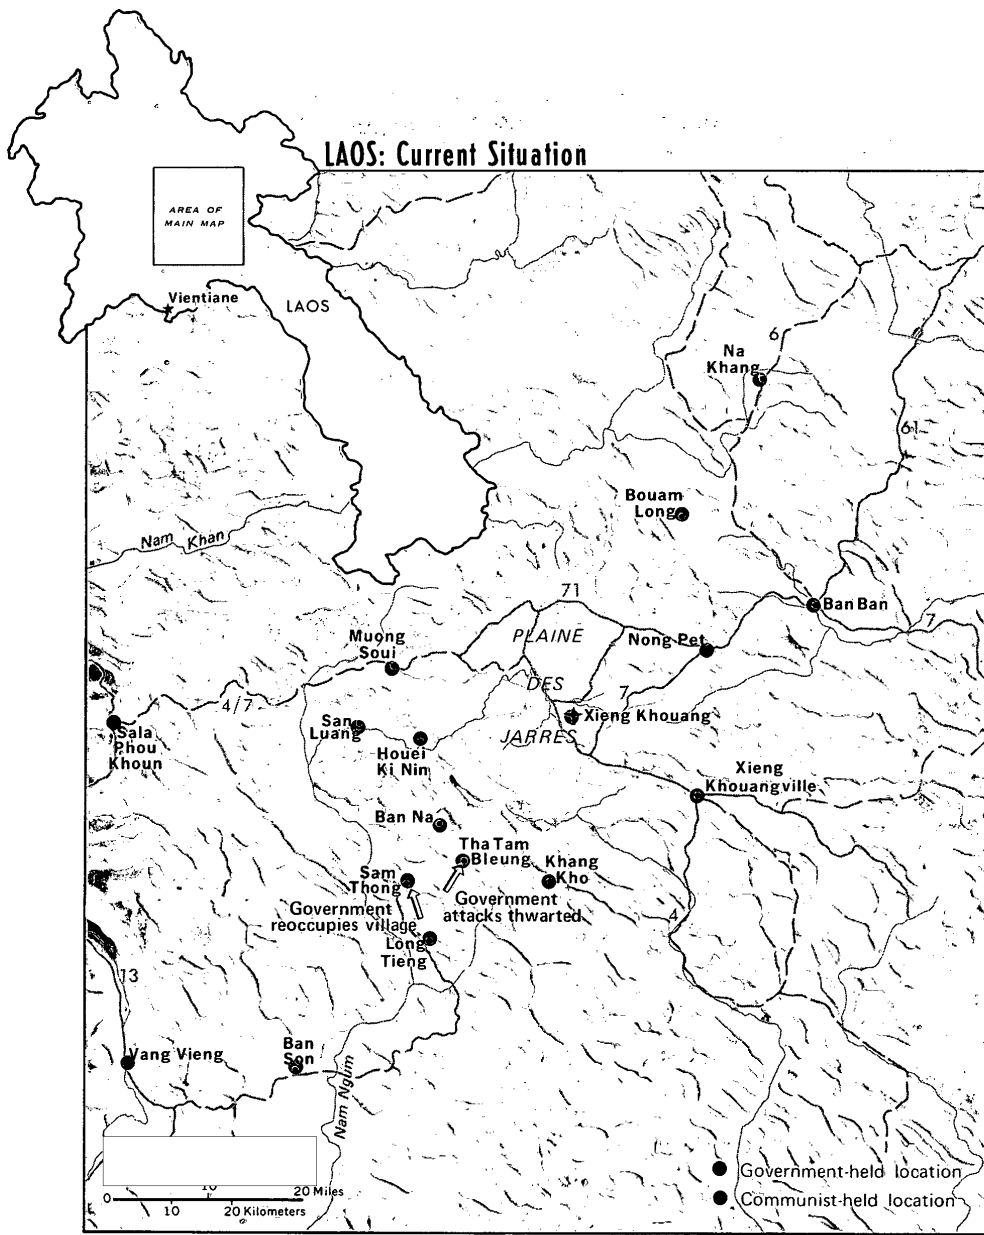 LAOS: Current Situation
AREA OF
MAIN MAP
Vientiane
LAOS
6
Na
Khang
61
Bouam
Long
Nam Khan
71
Ban Ban
7
PLAINE
Nong Pet
Muong
Soui
DES
7
4/7
San
Luang
Xieng Khouang
JARRES
Sala
Phou
Khoun
Houei
Ki Nin
Xieng
Khouangville
Ban Na
Tha Tam
Bleung
Khang
Kho
Sam
Thong
Government
attacks thwarted
Government
reoccupies village
4
Long
Tieng
13
Vang Vieng
Ban
Son
Nam Ngum
Government-held location
Communist-held location
0 10 20 Miles
10 20 Kilometers